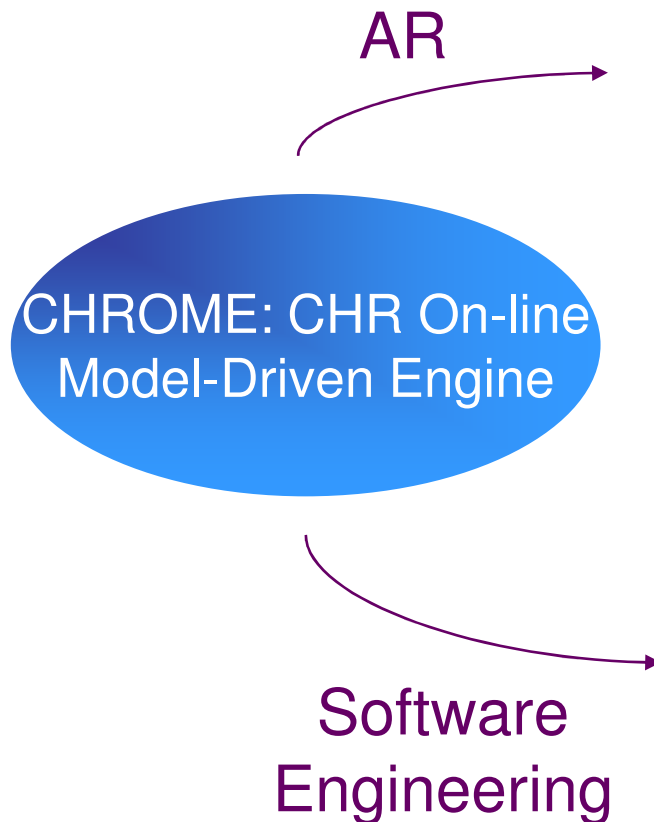 AR
CHROME: CHR On-line
Model-Driven Engine
Software
Engineering